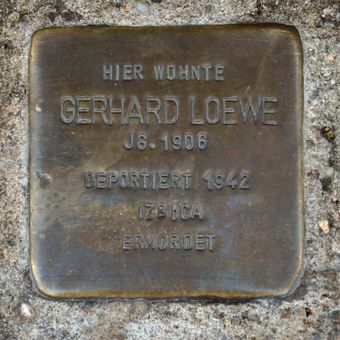 HIER WOHNTE
GERHARD LOEWE
JG. 1906
DEPORTIERT 1942
IZBICA
ERMORDET